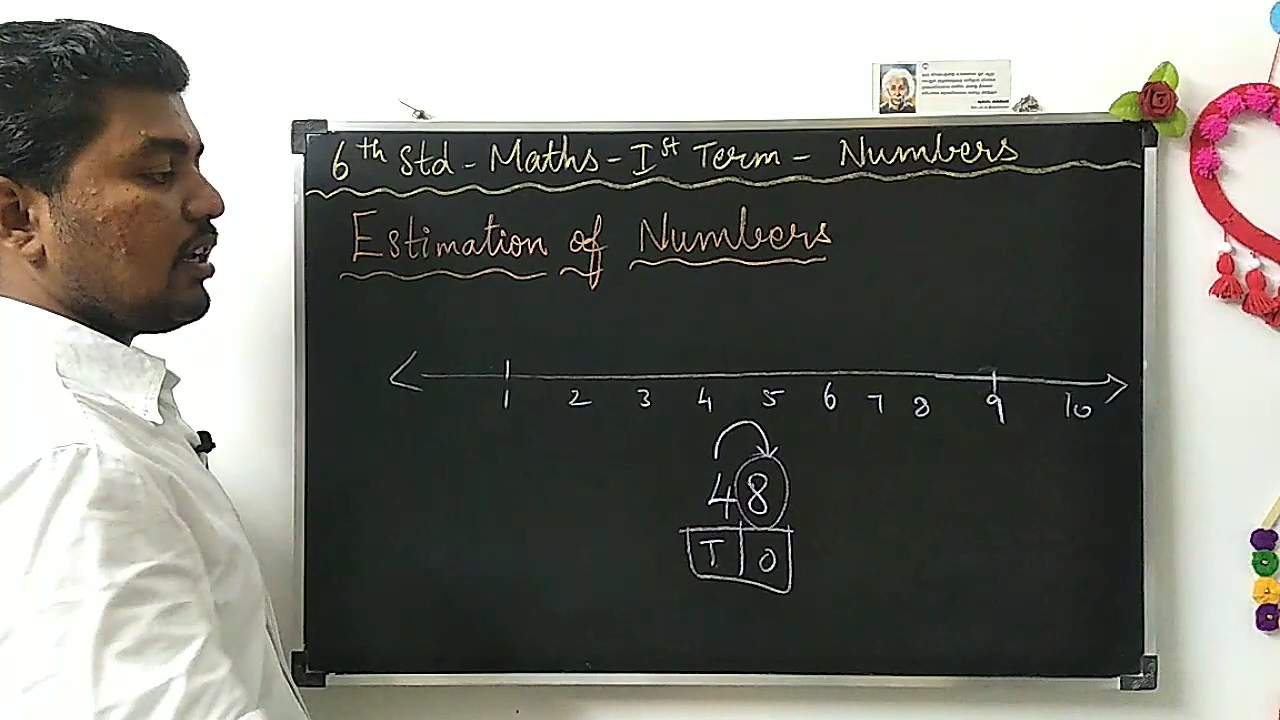 6th Std - Maths - Ist Term - Numbers
Estimation of Numbers
1 2 3 4 5 6 7 8 9 10
48
T O